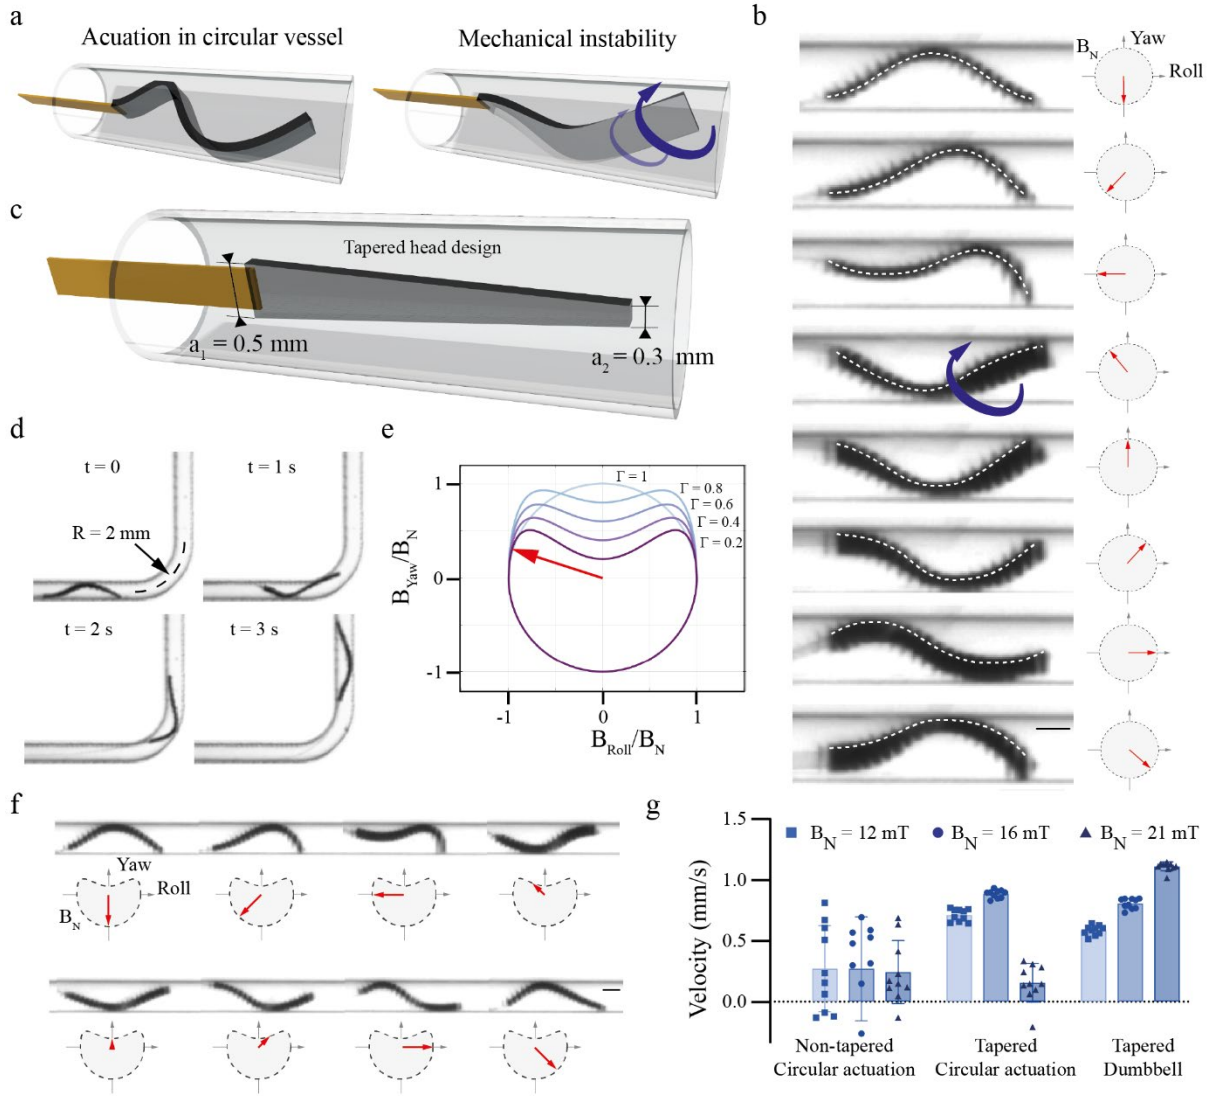 a
Acuation in circular vessel
Mechanical instability
b
B_N
Yaw
Roll
c
Tapered head design
a_1 = 0.5 mm
a_2 = 0.3 mm
d
t = 0
t = 1 s
R = 2 mm
t = 2 s
t = 3 s
e
Γ = 1
Γ = 0.8
Γ = 0.6
Γ = 0.4
Γ = 0.2
1
0
-1
B_Yaw/B_N
-1
0
1
B_Roll/B_N
f
Yaw
Roll
B_N
g
B_N = 12 mT
B_N = 16 mT
B_N = 21 mT
1.5
1.0
0.5
0.0
Velocity (mm/s)
Non-tapered
Circular actuation
Tapered
Circular actuation
Tapered
Dumbbell